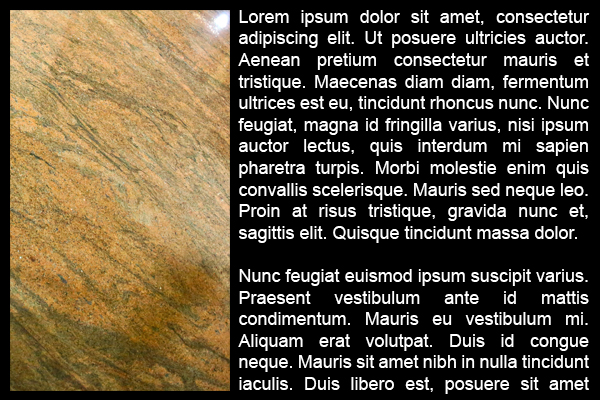 Lorem ipsum dolor sit amet, consectetur
adipiscing elit. Ut posuere ultricies auctor.
Aenean pretium consectetur mauris et
tristique. Maecenas diam diam, fermentum
ultrices est eu, tincidunt rhoncus nunc. Nunc
feugiat, magna id fringilla varius, nisi ipsum
auctor lectus, quis interdum mi sapien
pharetra turpis. Morbi molestie enim quis
convallis scelerisque. Mauris sed neque leo.
Proin at risus tristique, gravida nunc et,
sagittis elit. Quisque tincidunt massa dolor.

Nunc feugiat euismod ipsum suscipit varius.
Praesent vestibulum ante id mattis
condimentum. Mauris eu vestibulum mi.
Aliquam erat volutpat. Duis id congue
neque. Mauris sit amet nibh in nulla tincidunt
iaculis. Duis libero est, posuere sit amet